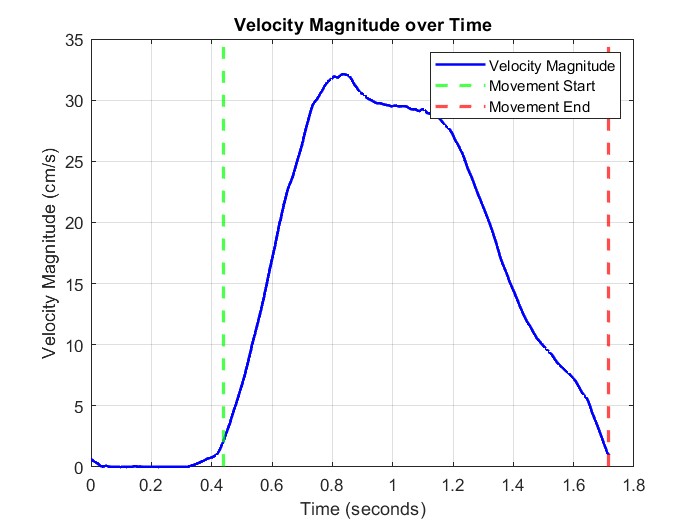 Velocity Magnitude over Time
35
30
25
20
15
10
5
0
Velocity Magnitude (cm/s)
Velocity Magnitude
Movement Start
Movement End
0 0.2 0.4 0.6 0.8 1 1.2 1.4 1.6 1.8
Time (seconds)